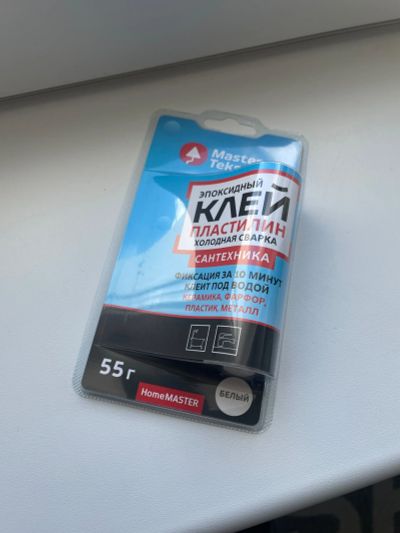 Master
ЭПОКСИДНЫЙ
КЛЕЙ
ПЛАСТИЛИН
ХОЛОДНАЯ СВАРКА
САНТЕХНИКА
ФИКСАЦИЯ ЗА 10 МИНУТ
КЛЕИТ ПОД ВОДОЙ
КЕРАМИКА, ФАРФОР,
ПЛАСТИК, МЕТАЛЛ
55 г
HomeMASTER
БЕЛЫЙ